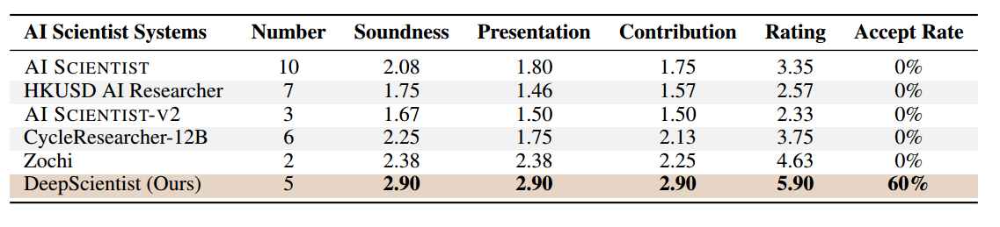 AI Scientist Systems Number Soundness Presentation Contribution Rating Accept Rate
AI SCIENTIST 10 2.08 1.80 1.75 3.35 0%
HKUSD AI Researcher 7 1.75 1.46 1.57 2.57 0%
AI SCIENTIST-V2 3 1.67 1.50 1.50 2.33 0%
CycleResearcher-12B 6 2.25 1.75 2.13 3.75 0%
Zochi 2 2.38 2.38 2.25 4.63 0%
DeepScientist (Ours) 5 2.90 2.90 2.90 5.90 60%